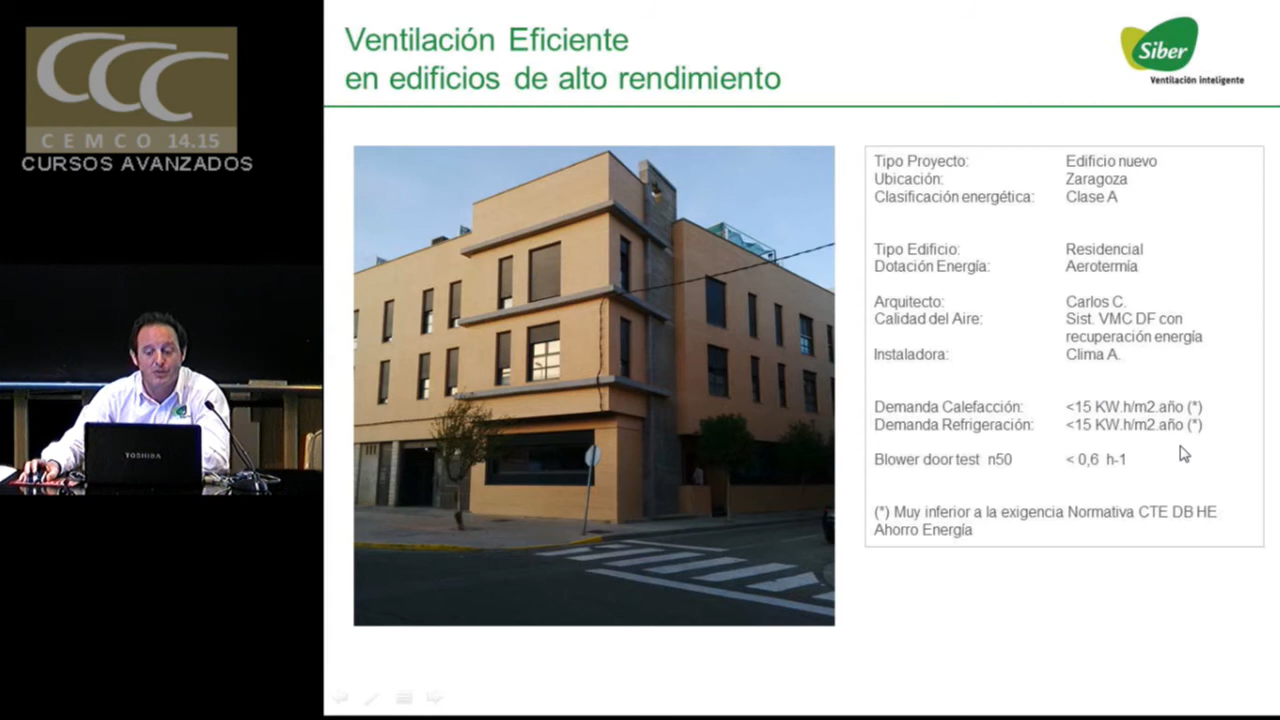 CCC
CEMCO 14.15
CURSOS AVANZADOS
TOSHIBA
Ventilación Eficiente
en edificios de alto rendimiento
Siber
Ventilación inteligente
Tipo Proyecto: Edificio nuevo
Ubicación: Zaragoza
Clasificación energética: Clase A
Tipo Edificio: Residencial
Dotación Energía: Aerotermía
Arquitecto: Carlos C.
Calidad del Aire: Sist. VMC DF con
recuperación energía
Instaladora: Clima A.
Demanda Calefacción: <15 KW.h/m2.año (*)
Demanda Refrigeración: <15 KW.h/m2.año (*)
Blower door test n50 < 0,6 h-1
(*) Muy inferior a la exigencia Normativa CTE DB HE
Ahorro Energía